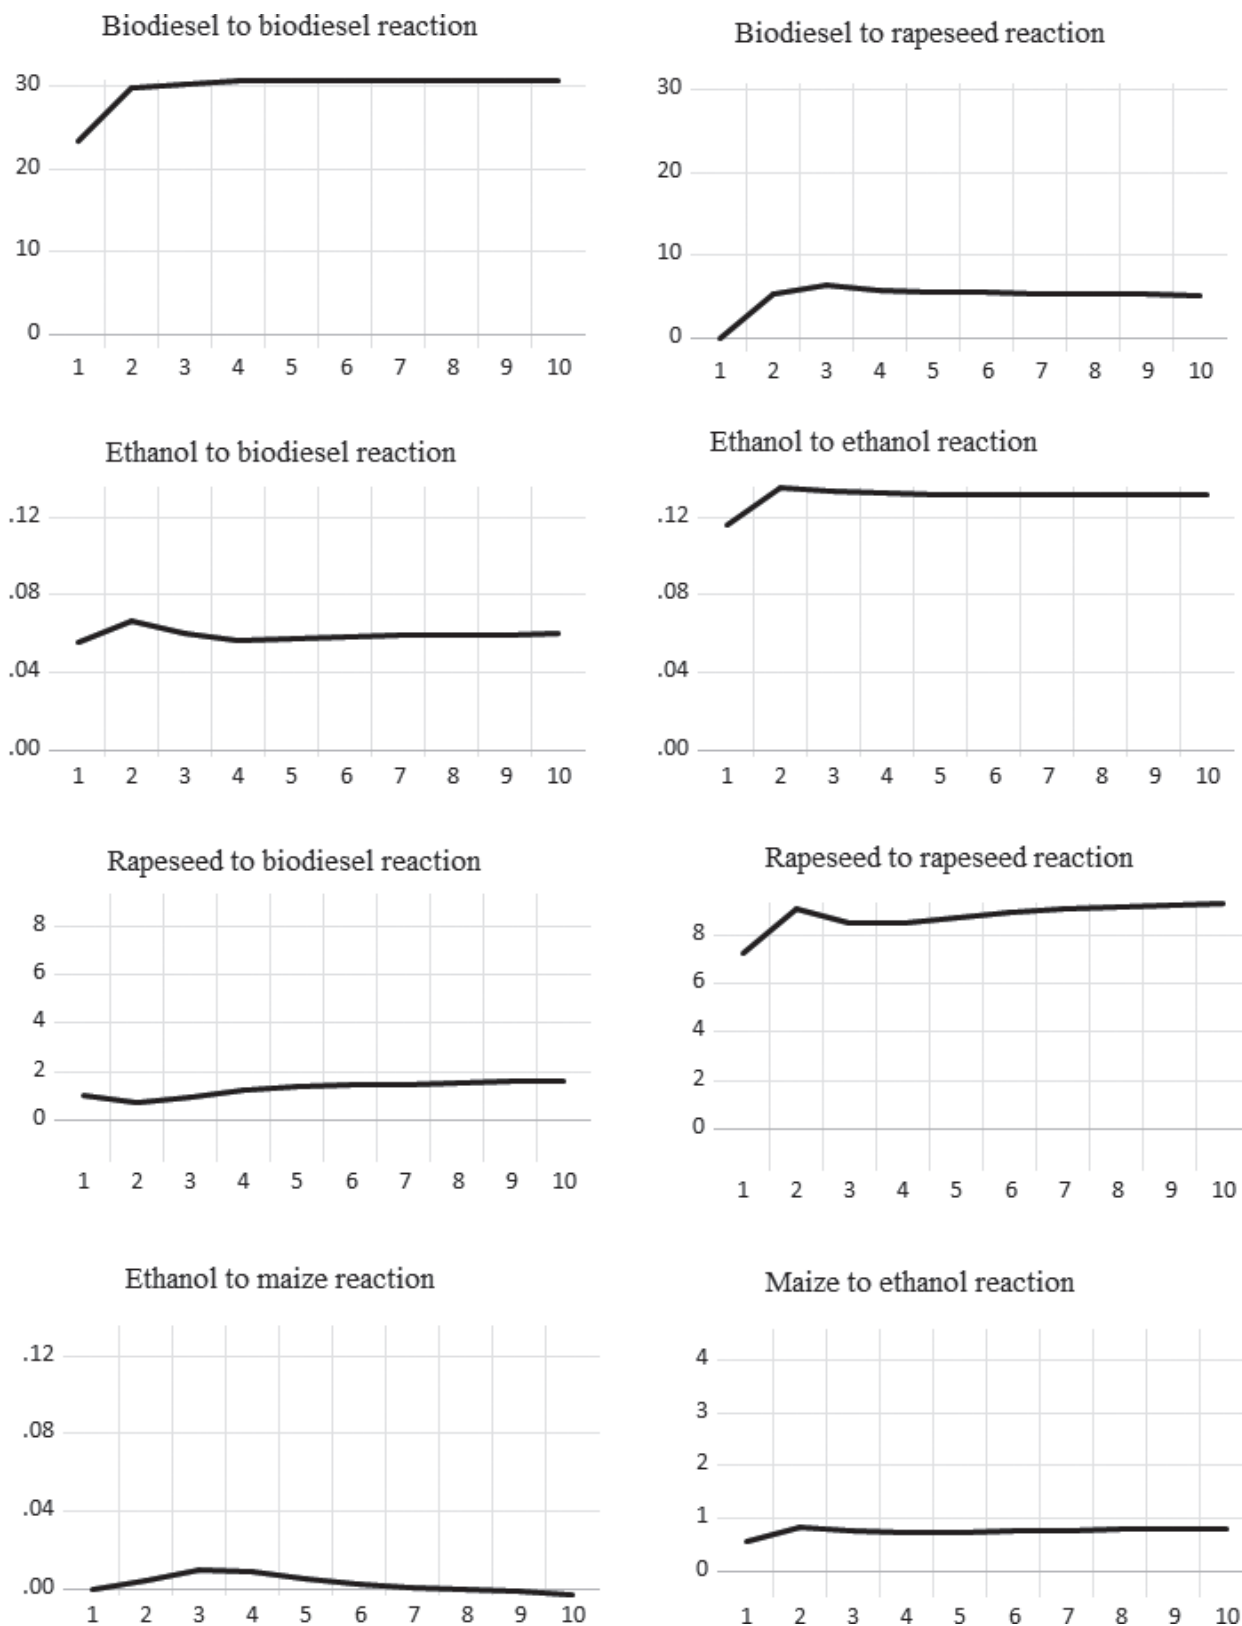 Biodiesel to biodiesel reaction
30
20
10
0
1 2 3 4 5 6 7 8 9 10
Biodiesel to rapeseed reaction
30
20
10
0
1 2 3 4 5 6 7 8 9 10
Ethanol to biodiesel reaction
.12
.08
.04
.00
1 2 3 4 5 6 7 8 9 10
Ethanol to ethanol reaction
.12
.08
.04
.00
1 2 3 4 5 6 7 8 9 10
Rapeseed to biodiesel reaction
8
6
4
2
0
1 2 3 4 5 6 7 8 9 10
Rapeseed to rapeseed reaction
8
6
4
2
0
1 2 3 4 5 6 7 8 9 10
Ethanol to maize reaction
.12
.08
.04
.00
1 2 3 4 5 6 7 8 9 10
Maize to ethanol reaction
4
3
2
1
0
1 2 3 4 5 6 7 8 9 10